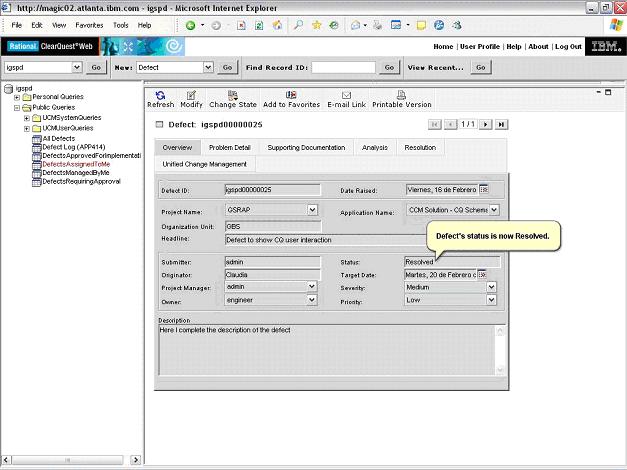 http://magic02.atlanta.ibm.com - igspd - Microsoft Internet Explorer
File Edit View Favorites Tools Help Back Search Favorites
Rational ClearQuest Web Home | User Profile | Help | About | Log Out IBM
igspd Go New: Defect Go Find Record ID: Go View Recent... Go
igspd
Personal Queries
Public Queries
UCMSystemQueries
UCMUserQueries
All Defects
Defect Log (APP414)
DefectsApprovedForImplementati
DefectsAssignedToMe
DefectsManagedByMe
DefectsRequiringApproval
Refresh Modify Change State Add to Favorites E-mail Link Printable Version
Defect: igspd00000025 1/1
Overview Problem Detail Supporting Documentation Analysis Resolution
Unified Change Management
Defect ID: igspd00000025 Date Raised: Viernes, 16 de Febrero
Project Name: GSRAP Application Name: CCM Solution - CQ Schema
Organization Unit: GBS
Headline: Defect to show CQ user interaction
Defect's status is now Resolved.
Submitter: admin Status: Resolved
Originator: Claudia Target Date: Martes, 20 de Febrero c
Project Manager: admin Severity: Medium
Owner: engineer Priority: Low
Description
Here I complete the description of the defect